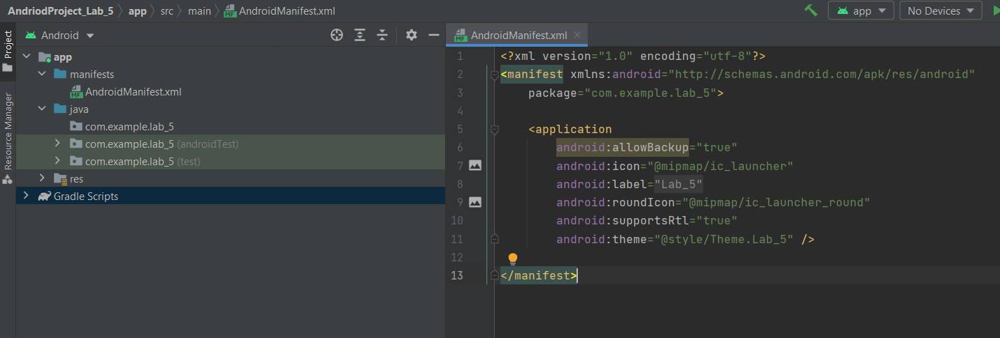 AndriodProject_Lab_5 app src main AndroidManifest.xml app No Devices
Project
Resource Manager
Android
app
manifests
AndroidManifest.xml
java
com.example.lab_5
com.example.lab_5 (androidTest)
com.example.lab_5 (test)
res
Gradle Scripts
AndroidManifest.xml
1 <?xml version="1.0" encoding="utf-8"?>
2 <manifest xmlns:android="http://schemas.android.com/apk/res/android"
3 package="com.example.lab_5">
4
5 <application
6 android:allowBackup="true"
7 android:icon="@mipmap/ic_launcher"
8 android:label="Lab_5"
9 android:roundIcon="@mipmap/ic_launcher_round"
10 android:supportsRtl="true"
11 android:theme="@style/Theme.Lab_5" />
12
13 </manifest>